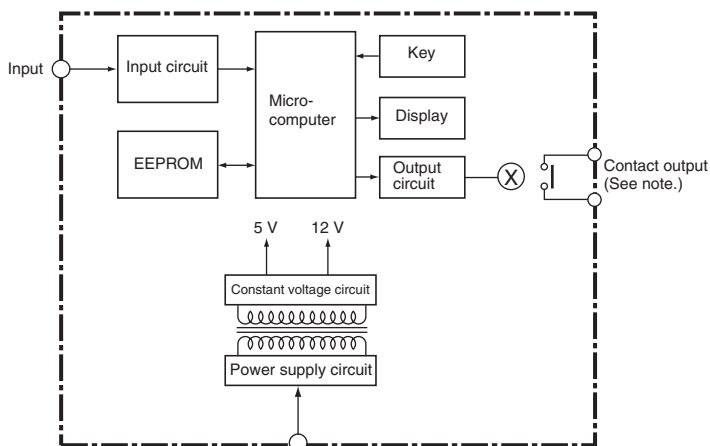 Input
Input circuit
Micro-
computer
Key
Display
EEPROM
Output
circuit
X
Contact output
(See note.)
5 V
12 V
Constant voltage circuit
Power supply circuit